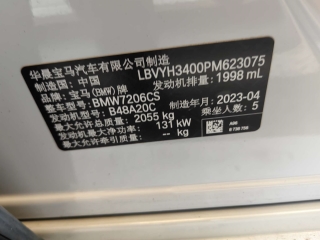 华晨宝马汽车有限公司制造 LBVYH3400PM623075
制造国：中国 发动机排量：1998 mL
品牌：宝马(BMW)牌
整车型号：BMW7206CS 制造年月：2023-04
发动机型号：B48A20C 乘坐人数：5
最大允许总质量：2055 kg
发动机最大净功率：131 kW
最大允许牵引质量：-- kg